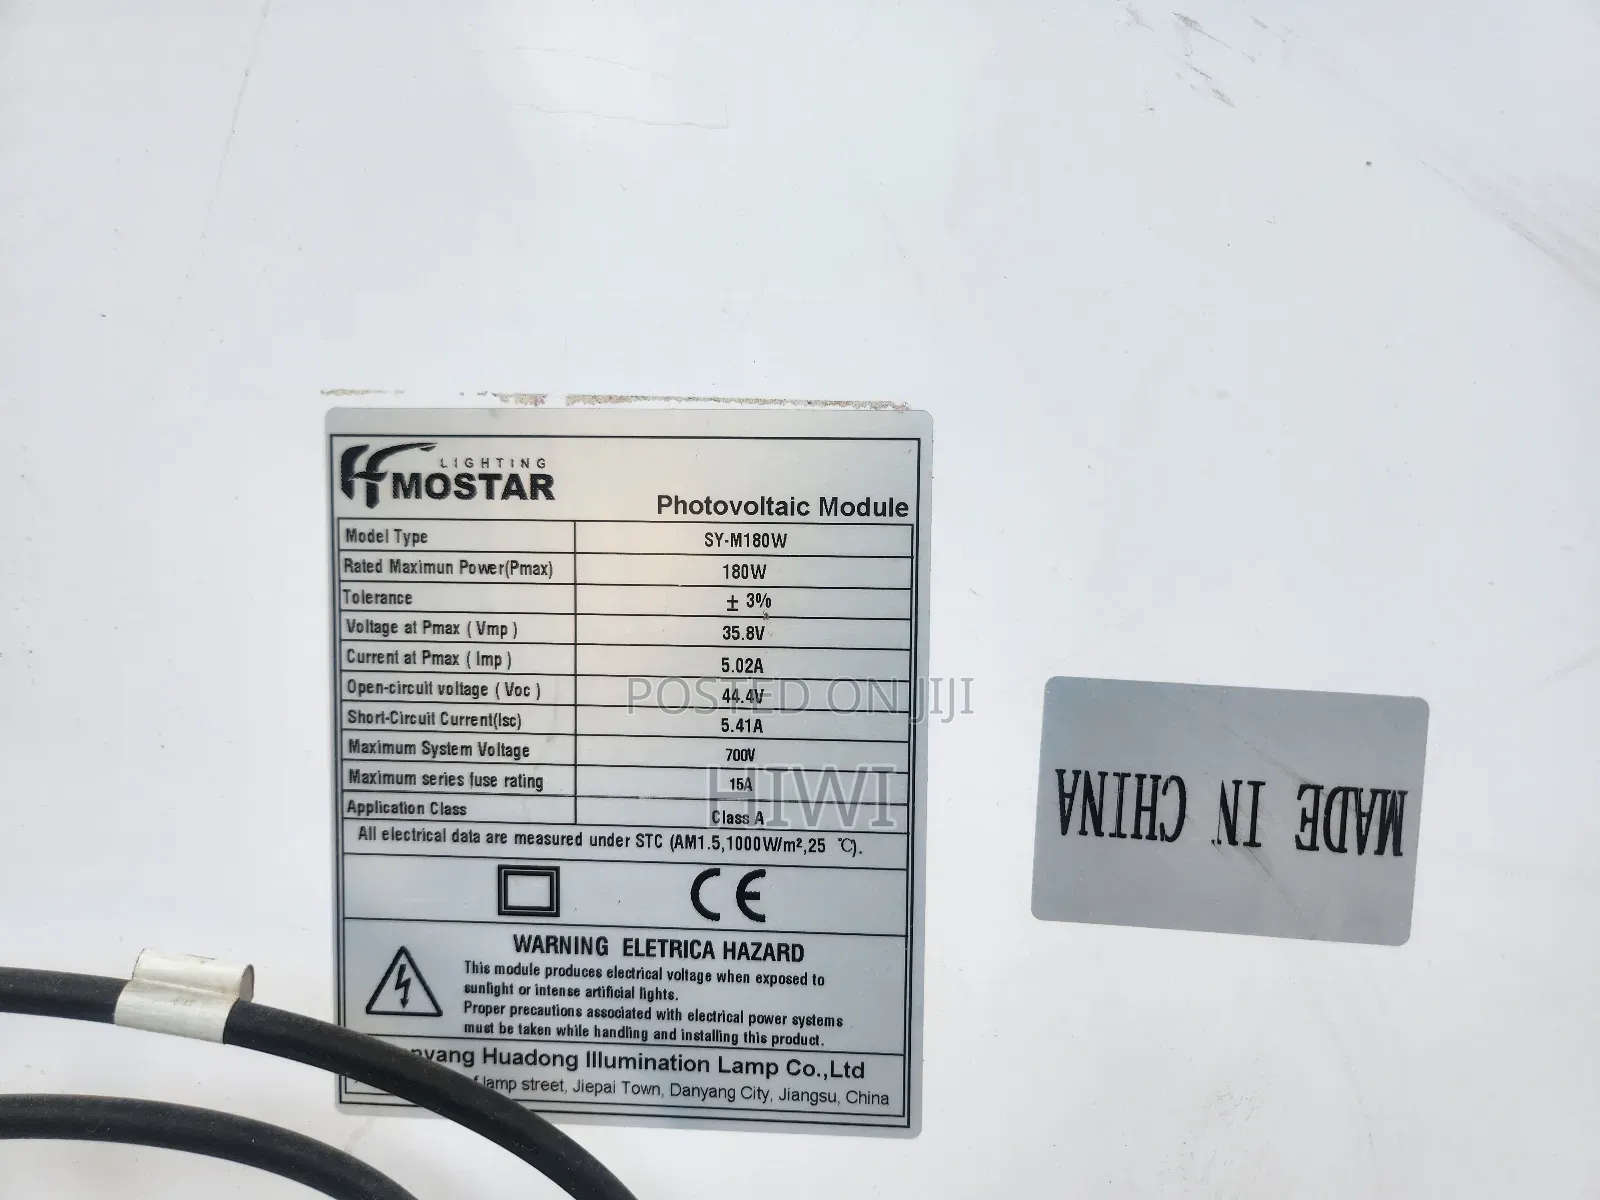 LIGHTING
MOSTAR
Photovoltaic Module
Model Type SY-M180W
Rated Maximun Power(Pmax) 180W
Tolerance ± 3%
Voltage at Pmax ( Vmp ) 35.8V
Current at Pmax ( Imp ) 5.02A
Open-circuit voltage ( Voc ) 44.4V
Short-Circuit Current(Isc) 5.41A
Maximum System Voltage 700V
Maximum series fuse rating 15A
Application Class Class A
All electrical data are measured under STC (AM1.5,1000W/m²,25 ℃).
CE
WARNING ELETRICA HAZARD
This module produces electrical voltage when exposed to
sunlight or intense artificial lights.
Proper precautions associated with electrical power systems
must be taken while handling and installing this product.
Huadong Illumination Lamp Co.,Ltd
lamp street, Jiepai Town, Danyang City, Jiangsu, China
MADE IN CHINA
POSTED ON JIJI
HIWI